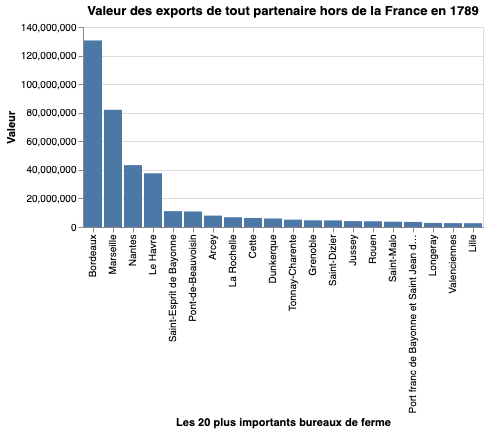 Valeur des exports de tout partenaire hors de la France en 1789
140,000,000
120,000,000
100,000,000
80,000,000
60,000,000
40,000,000
20,000,000
0
Valeur
Bordeaux
Marseille
Nantes
Le Havre
Saint-Esprit de Bayonne
Pont-de-Beauvoisin
Arcey
La Rochelle
Cette
Dunkerque
Tonnay-Charente
Grenoble
Saint-Dizier
Jussey
Rouen
Saint-Malo
Port franc de Bayonne et Saint Jean d…
Longeray
Valenciennes
Lille
Les 20 plus importants bureaux de ferme